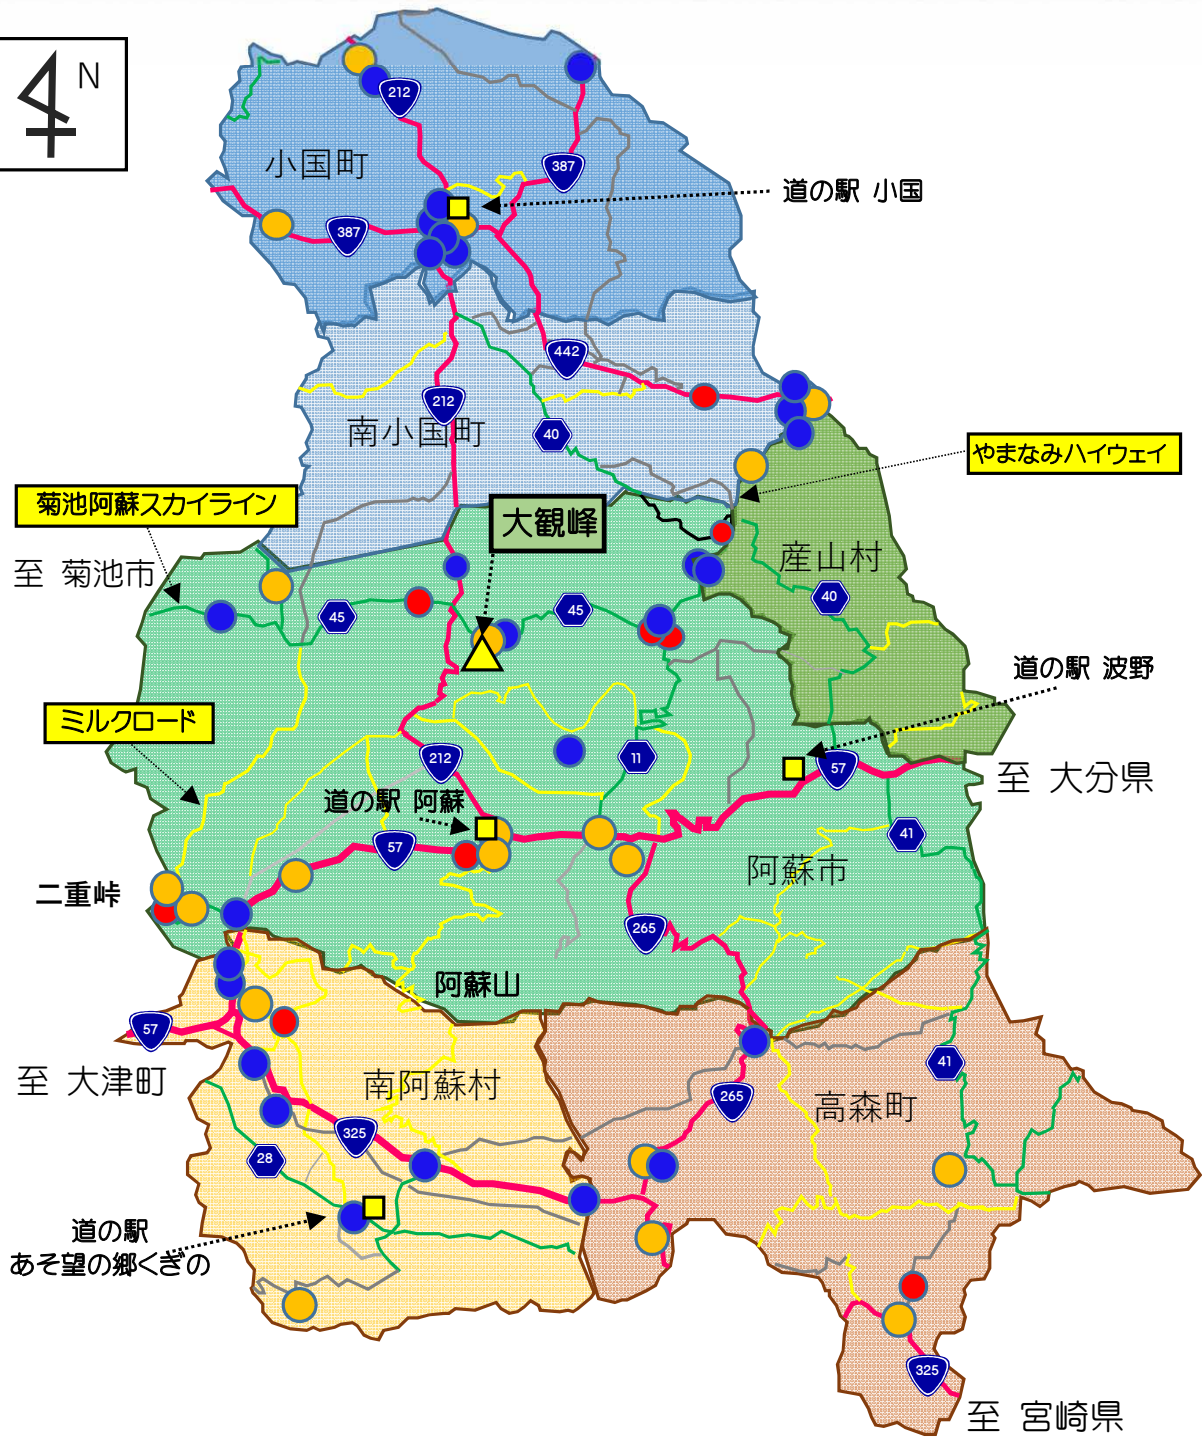 N
212
小国町
387
道の駅 小国
387
442
212
南小国町
40
やまなみハイウェイ
菊池阿蘇スカイライン
大観峰
産山村
至 菊池市
40
45
45
道の駅 波野
ミルクロード
212
11
57
至 大分県
道の駅 阿蘇
57
41
阿蘇市
二重峠
265
阿蘇山
57
41
至 大津町
南阿蘇村
265
高森町
325
28
道の駅
あそ望の郷くぎの
325
至 宮崎県